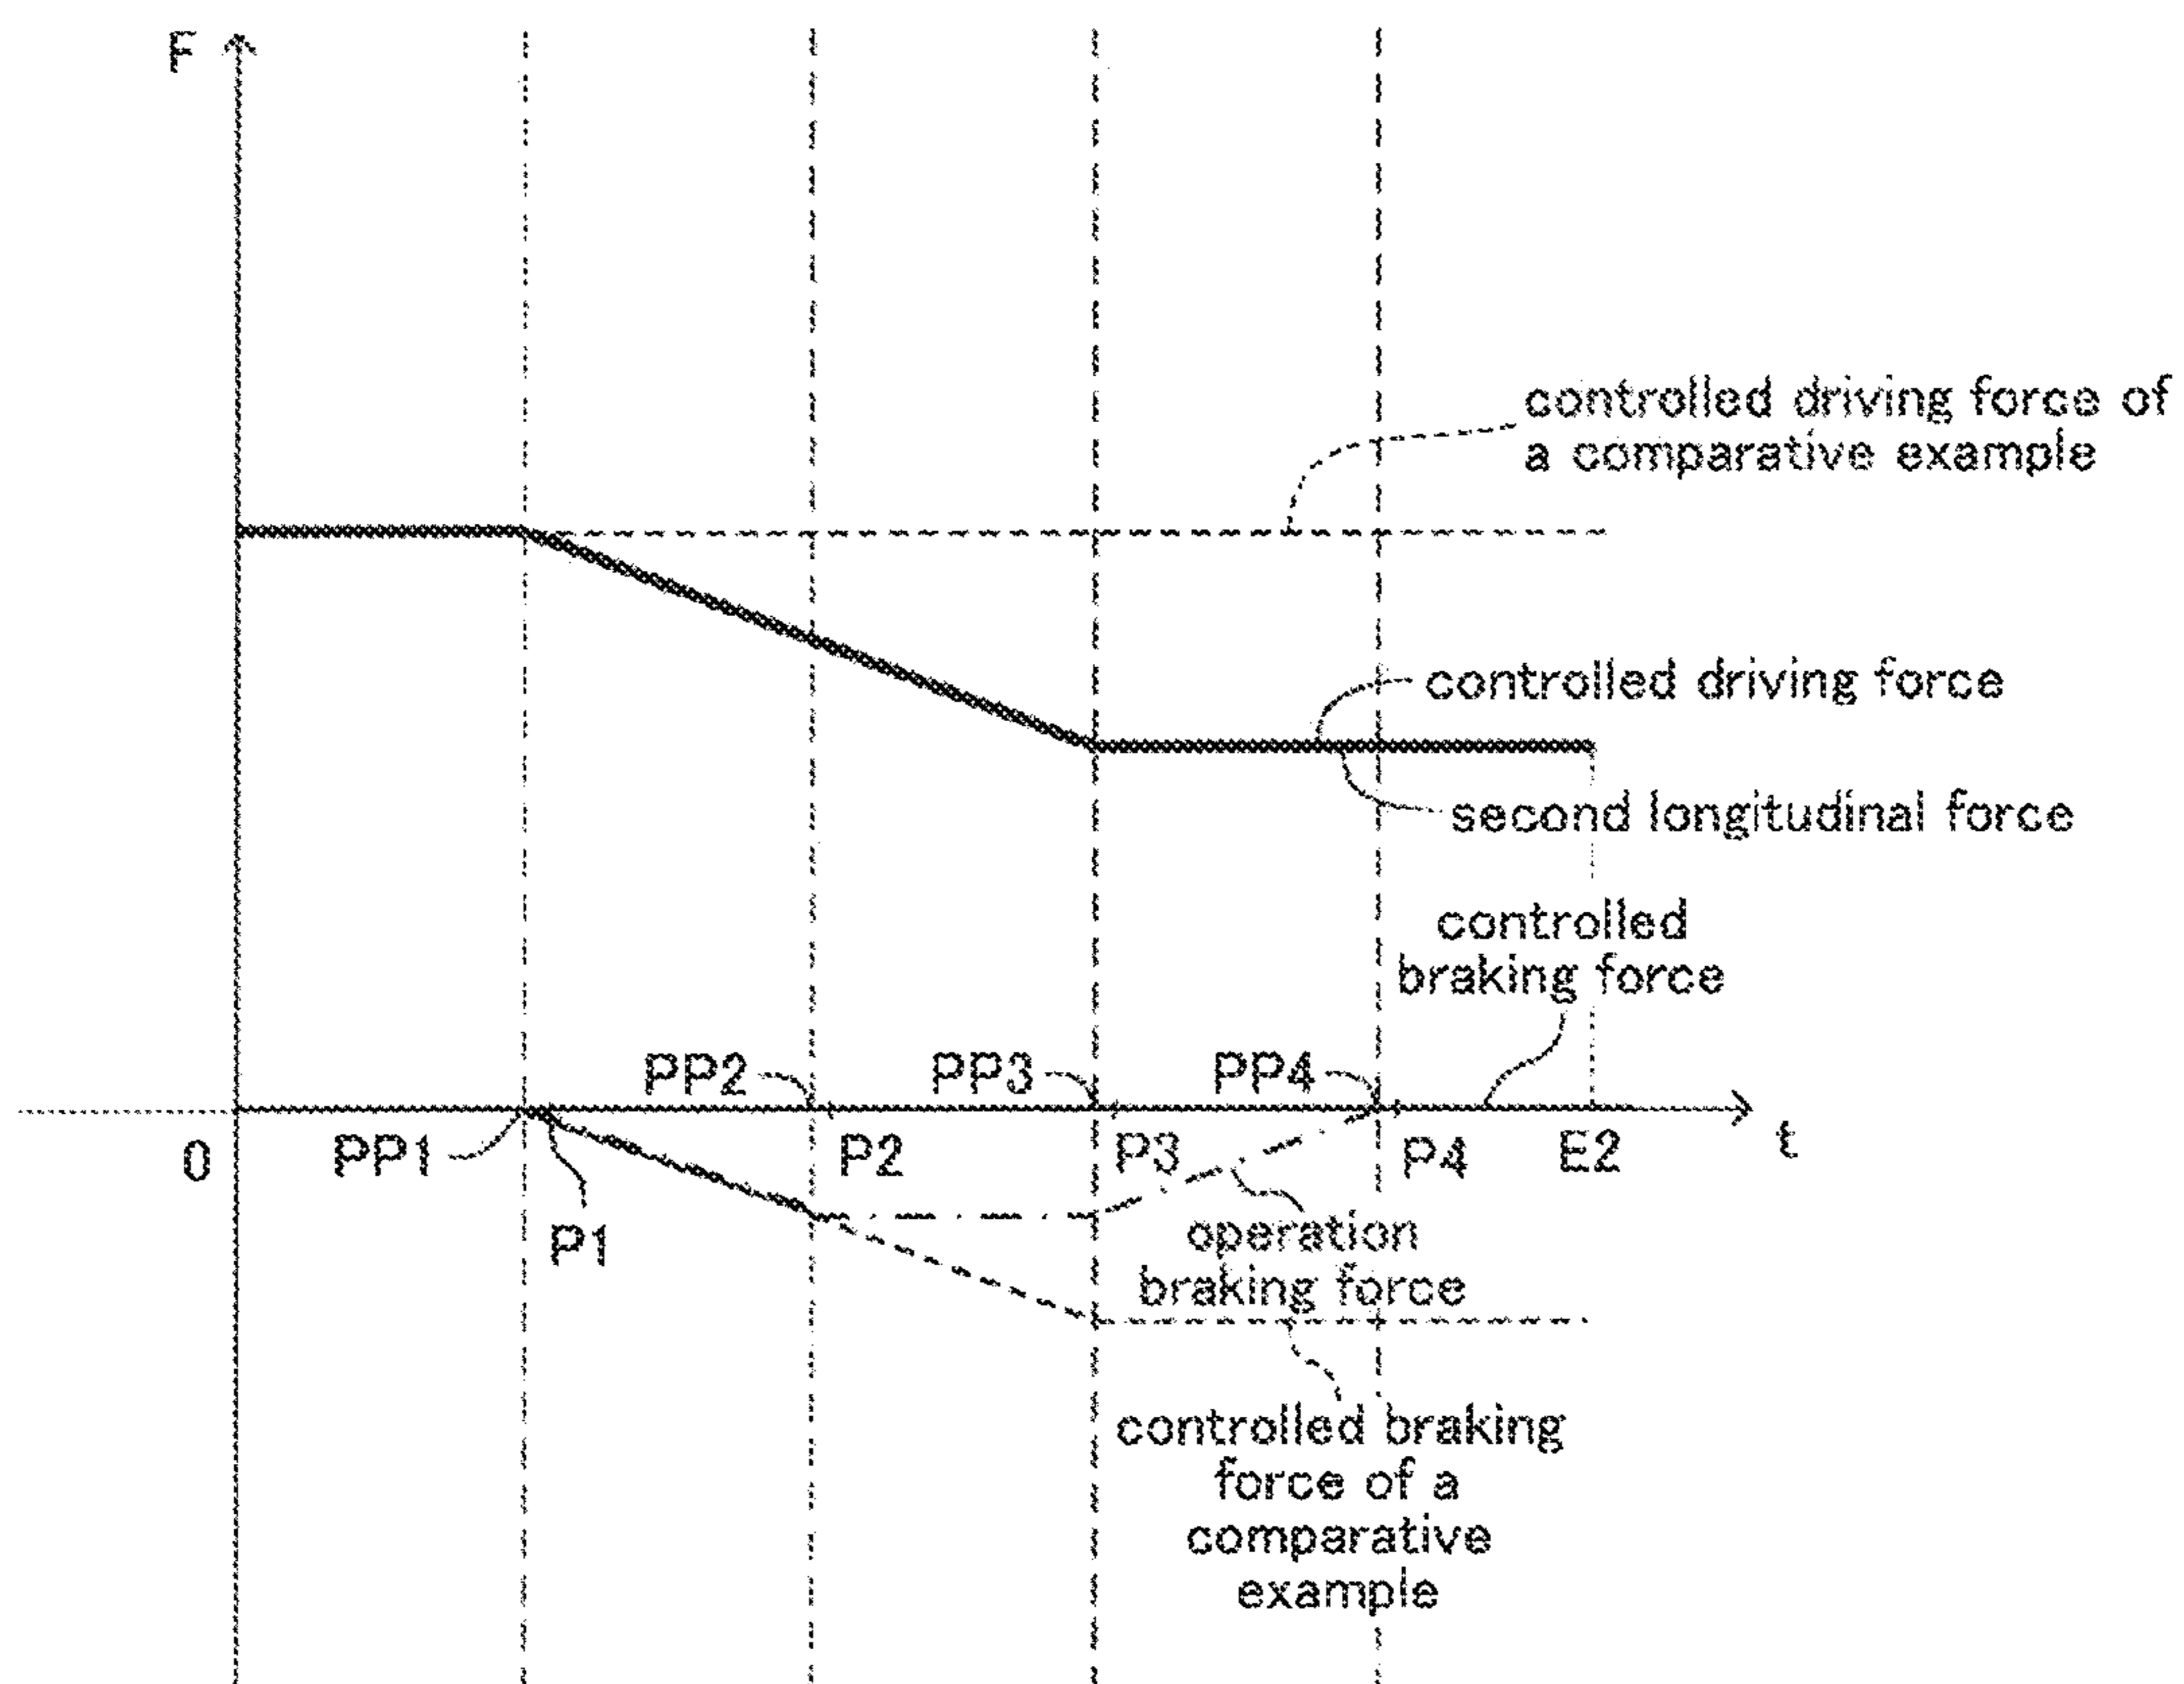 F
controlled driving force of
a comparative example
controlled driving force
second longitudinal force
controlled
braking force
PP2
PP3
PP4
0
PP1
P1
P2
P3
P4
E2
t
operation
braking force
controlled braking
force of a
comparative
example